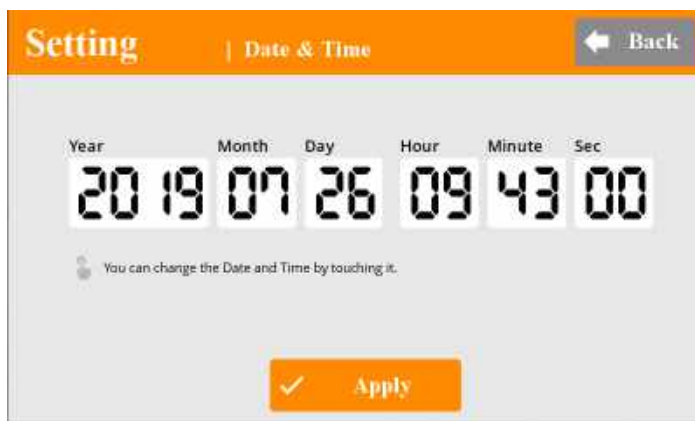 Setting | Date & Time Back
Year Month Day Hour Minute Sec
2019 07 26 09 43 00
You can change the Date and Time by touching it.
Apply